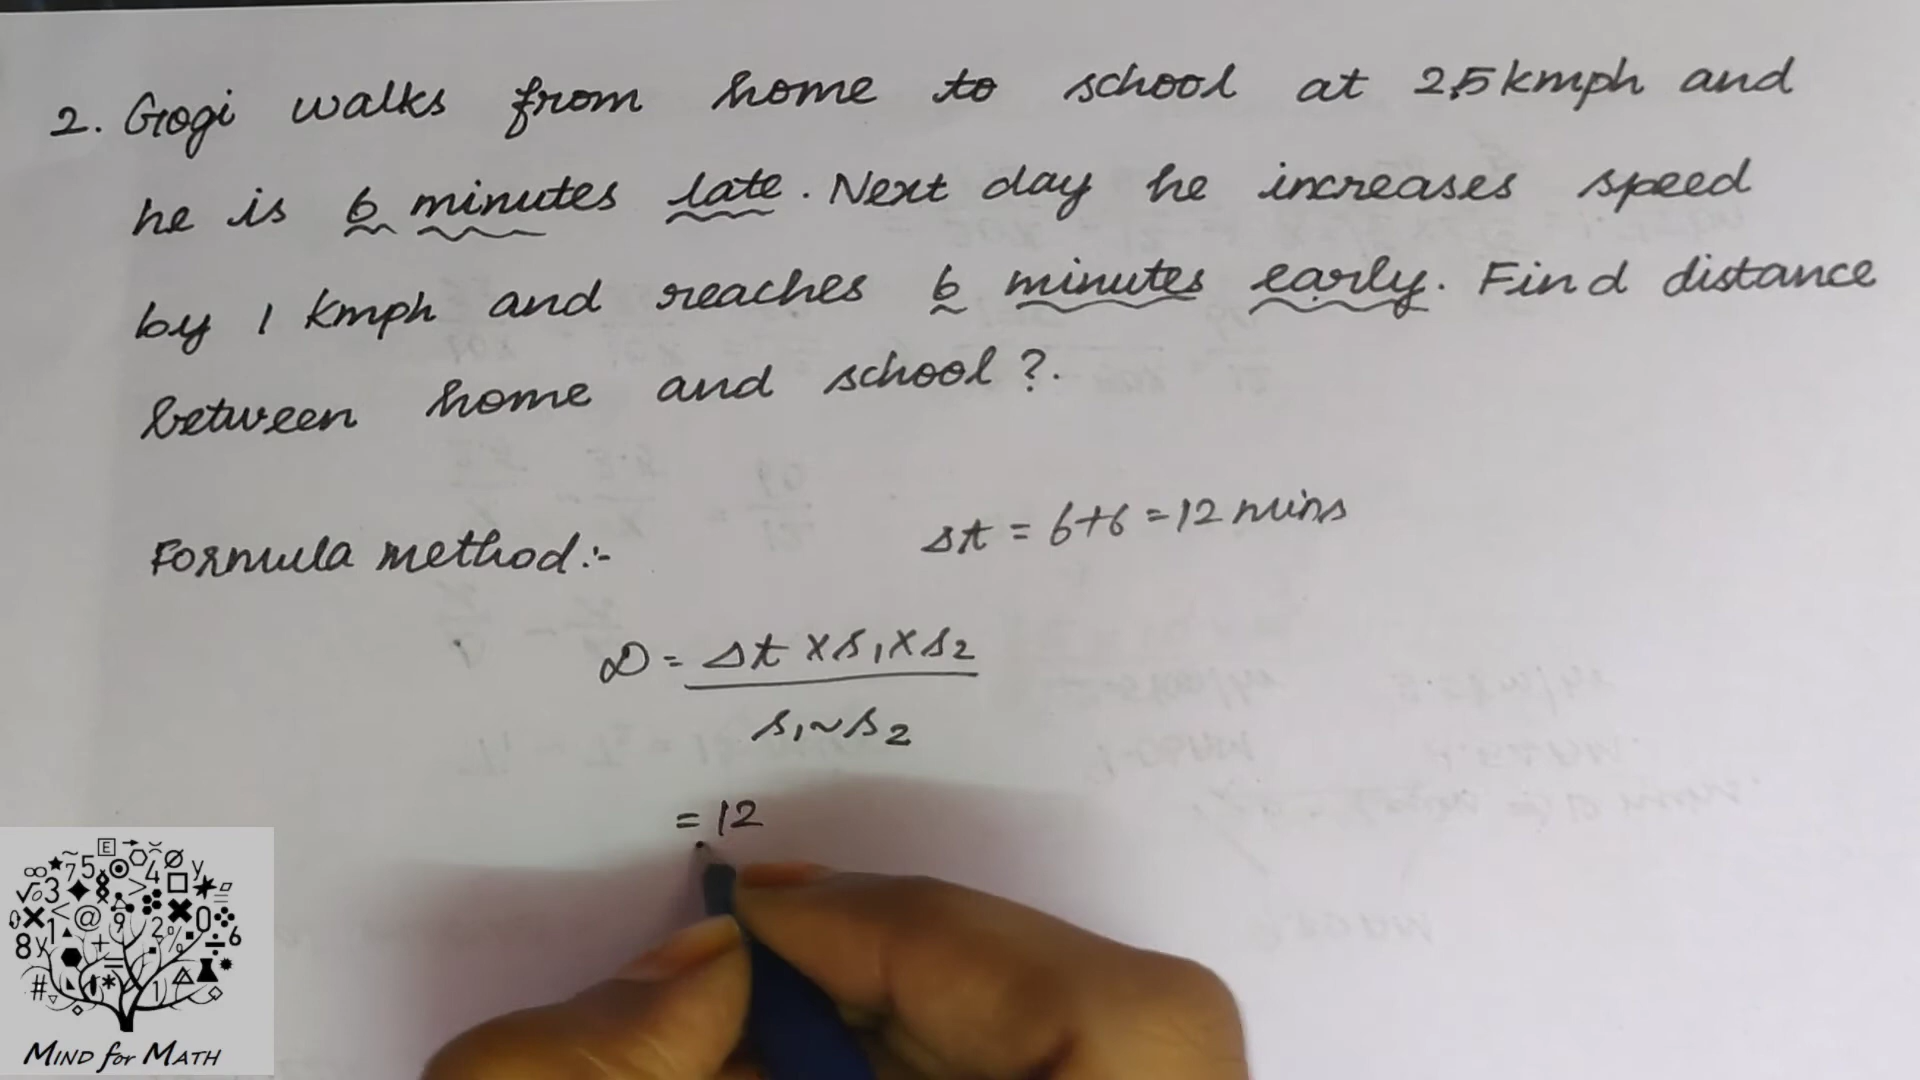 2. Gogi walks from home to school at 2.5 kmph and
he is 6 minutes late. Next day he increases speed
by 1 kmph and reaches 6 minutes early. Find distance
between home and school?.
Formula method:-
Δt = 6+6 = 12 mins
D = Δt × s₁ × s₂
s₁ ~ s₂
= 12
MIND for MATH